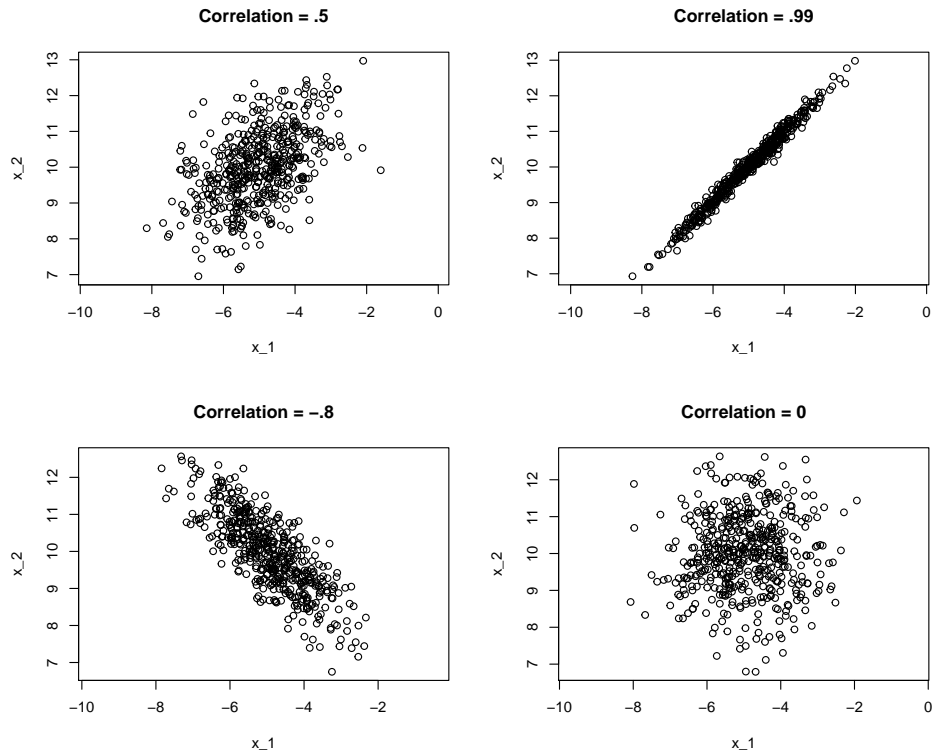 Correlation = .5
x_2
13
12
11
10
9
8
7
−10 −8 −6 −4 −2 0
x_1
Correlation = .99
x_2
13
12
11
10
9
8
7
−10 −8 −6 −4 −2 0
x_1
Correlation = −.8
x_2
12
11
10
9
8
7
−10 −8 −6 −4 −2
x_1
Correlation = 0
x_2
12
11
10
9
8
7
−10 −8 −6 −4 −2 0
x_1